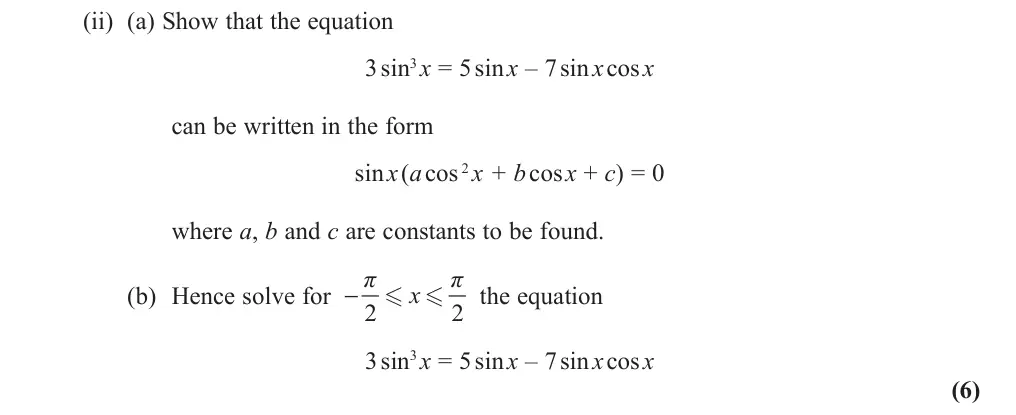 (ii) (a) Show that the equation
3 sin³x = 5 sinx – 7 sinx cosx
can be written in the form
sinx(a cos²x + b cosx + c) = 0
where a, b and c are constants to be found.
(b) Hence solve for −π/2 ⩽ x ⩽ π/2 the equation
3 sin³x = 5 sinx – 7 sinx cosx
(6)